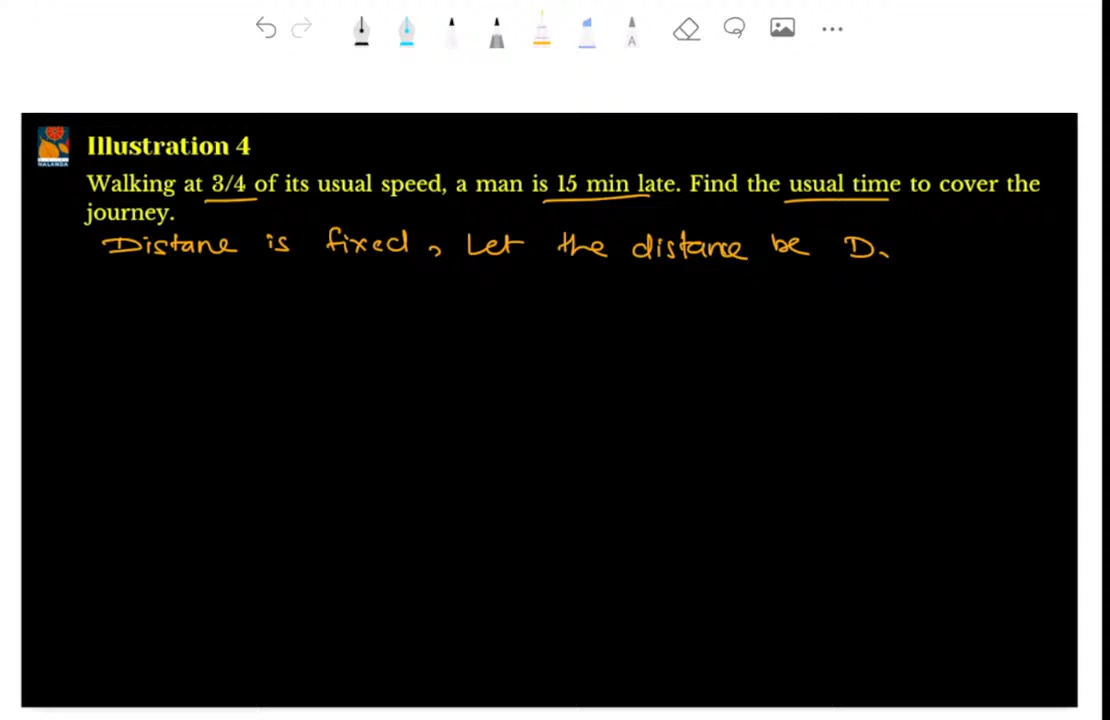 A
NALANDA
Illustration 4
Walking at 3/4 of its usual speed, a man is 15 min late. Find the usual time to cover the
journey.
Distane is fixed, Let the distance be D.